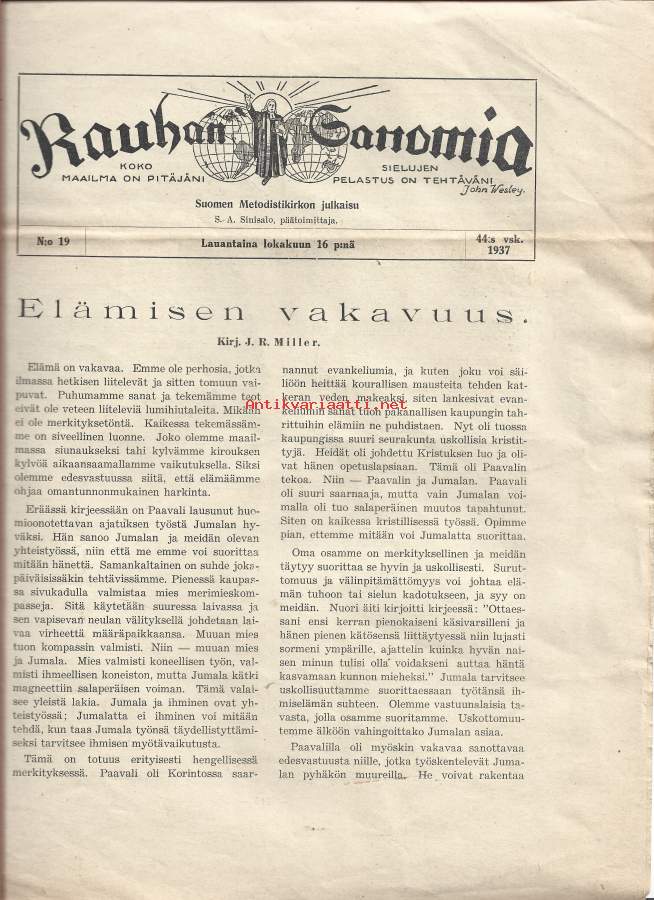 Rauhan Sanomia
KOKO
MAAILMA ON PITÄJÄNI
SIELUJEN
PELASTUS ON TEHTÄVÄNI
John Wesley.
Suomen Metodistikirkon julkaisu
S. A. Sinisalo, päätoimittaja.
N:o 19
Lauantaina lokakuun 16 p:nä
44:s vsk.
1937
Elämisen vakavuus.
Kirj. J. R. Miller.
Elämä on vakavaa. Emme ole perhosia, jotka
ilmassa hetkisen liitelevät ja sitten tomuun vai-
puvat. Puhumamme sanat ja tekemämme teot
eivät ole veteen liiteleviä lumihiutaleita. Mikään
ei ole merkityksetöntä. Kaikessa tekemässäm-
me on siveellinen luonne. Joko olemme maail-
massa siunaukseksi tahi kylvämme kirouksen
kylvöä aikaansaamallamme vaikutuksella. Siksi
olemme edesvastuussa siitä, että elämäämme
ohjaa omantunnonmukainen harkinta.
Eräässä kirjeessään on Paavali lausunut huo-
mioonotettavan ajatuksen työstä Jumalan hy-
väksi. Hän sanoo Jumalan ja meidän olevan
yhteistyössä, niin että me emme voi suorittaa
mitään hänettä. Samankaltainen on suhde joka-
päiväisissäkin tehtävissämme. Pienessä kaupas-
sa sivukadulla valmistaa mies merimieskom-
passeja. Sitä käytetään suuressa laivassa ja
sen vapisevan neulan välityksellä johdetaan lai-
vaa virheettä määräpaikkaansa. Muuan mies
tuon kompassin valmisti. Niin — muuan mies
ja Jumala. Mies valmisti koneellisen työn, val-
misti ihmeellisen koneiston, mutta Jumala kätki
magneettiin salaperäisen voiman. Tämä valai-
see yleistä lakia. Jumala ja ihminen ovat yh-
teistyössä; Jumalatta ei ihminen voi mitään
tehdä, kun taas Jumala työnsä täydellistyttämi-
seksi tarvitsee ihmisen myötävaikutusta.
Tämä on totuus erityisesti hengellisessä
merkityksessä. Paavali oli Korintossa saar-
nannut evankeliumia, ja kuten joku voi säi-
liöön heittää kourallisen mausteita tehden kat-
keran veden makeaksi, siten lankesivat evan-
keliumin sanat tuon pakanallisen kaupungin tah-
rittuihin elämiin ne puhdistaen. Nyt oli tuossa
kaupungissa suuri seurakunta uskollisia kristit-
tyjä. Heidät oli johdettu Kristuksen luo ja oli-
vat hänen opetuslapsiaan. Tämä oli Paavalin
tekoa. Niin — Paavalin ja Jumalan. Paavali
oli suuri saarnaaja, mutta vain Jumalan voi-
malla oli tuo salaperäinen muutos tapahtunut.
Siten on kaikessa kristillisessä työssä. Opimme
pian, ettemme mitään voi Jumalatta suorittaa.
Oma osamme on merkityksellinen ja meidän
täytyy suorittaa se hyvin ja uskollisesti. Surut-
tomuus ja välinpitämättömyys voi johtaa elä-
män tuhoon tai sielun kadotukseen, ja syy on
meidän. Nuori äiti kirjoitti kirjeessä: "Ottaes-
sani ensi kerran pienokaiseni käsivarsilleni ja
hänen pienen kätösensä liittäytyessä niin lujasti
sormeni ympärille, ajattelin kuinka hyvän nai-
sen minun tulisi olla voidakseni auttaa häntä
kasvamaan kunnon mieheksi." Jumala tarvitsee
uskollisuuttamme suorittaessaan työtänsä ih-
miselämän suhteen. Olemme vastuunalaisia ta-
vasta, jolla osamme suoritamme. Uskottomuu-
temme älköön vahingoittako Jumalan asiaa.
Paavalilla oli myöskin vakavaa sanottavaa
edesvastuusta niille, jotka työskentelevät Juma-
lan pyhäkön muureilla. He voivat rakentaa
Antikvariaatti.net